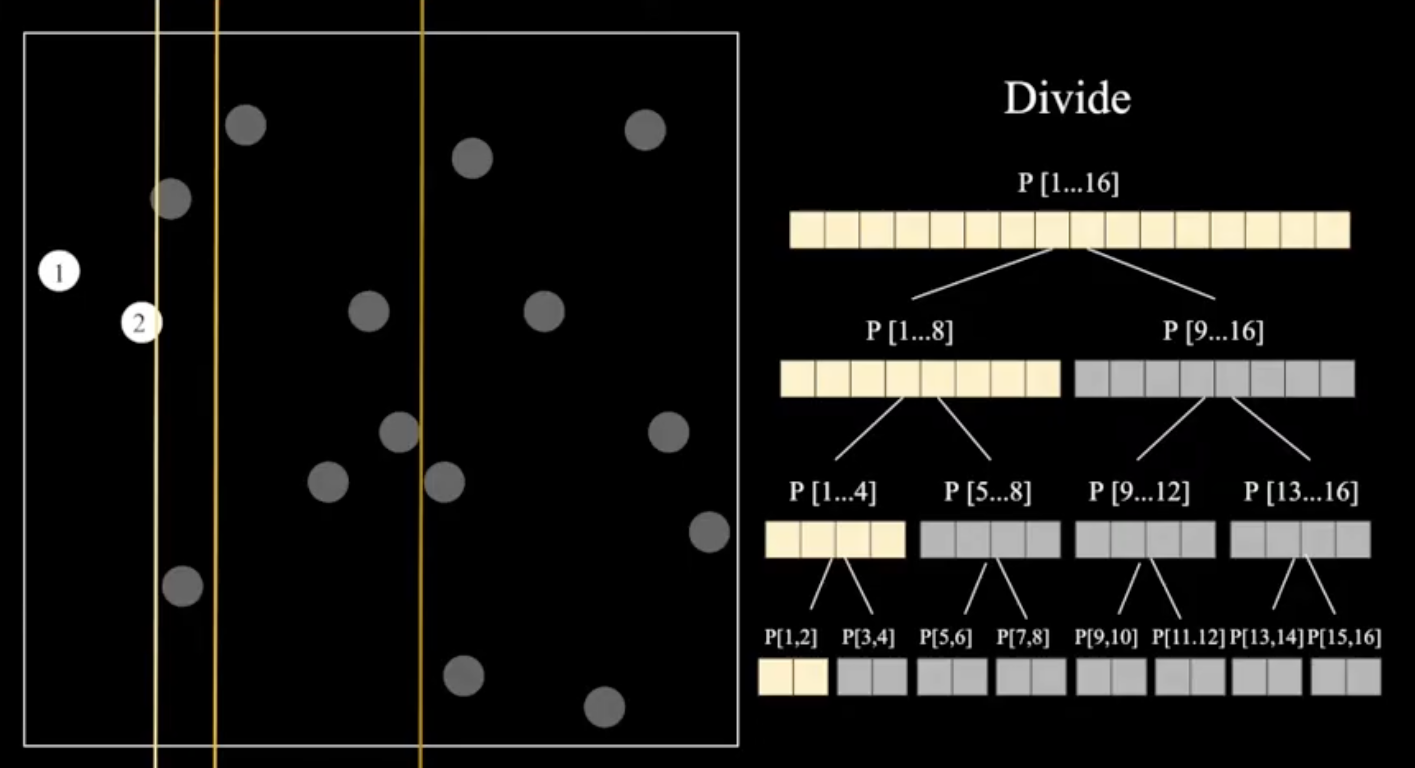 Divide
P [1...16]
P [1...8] P [9...16]
P [1...4] P [5...8] P [9...12] P [13...16]
P[1,2] P[3,4] P[5,6] P[7,8] P[9,10] P[11.12] P[13,14] P[15,16]
1
2